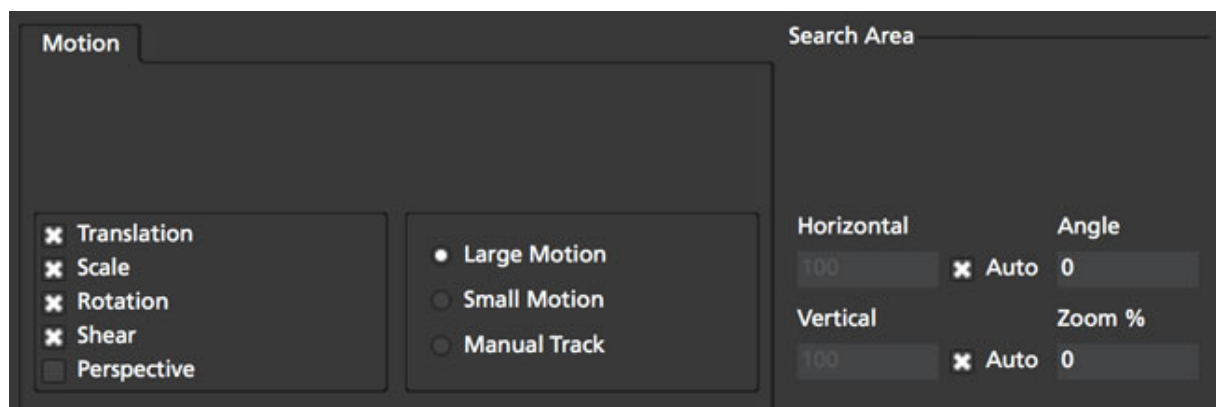 Motion
Translation
Scale
Rotation
Shear
Perspective
Large Motion
Small Motion
Manual Track
Search Area
Horizontal Angle
100 Auto 0
Vertical Zoom %
100 Auto 0